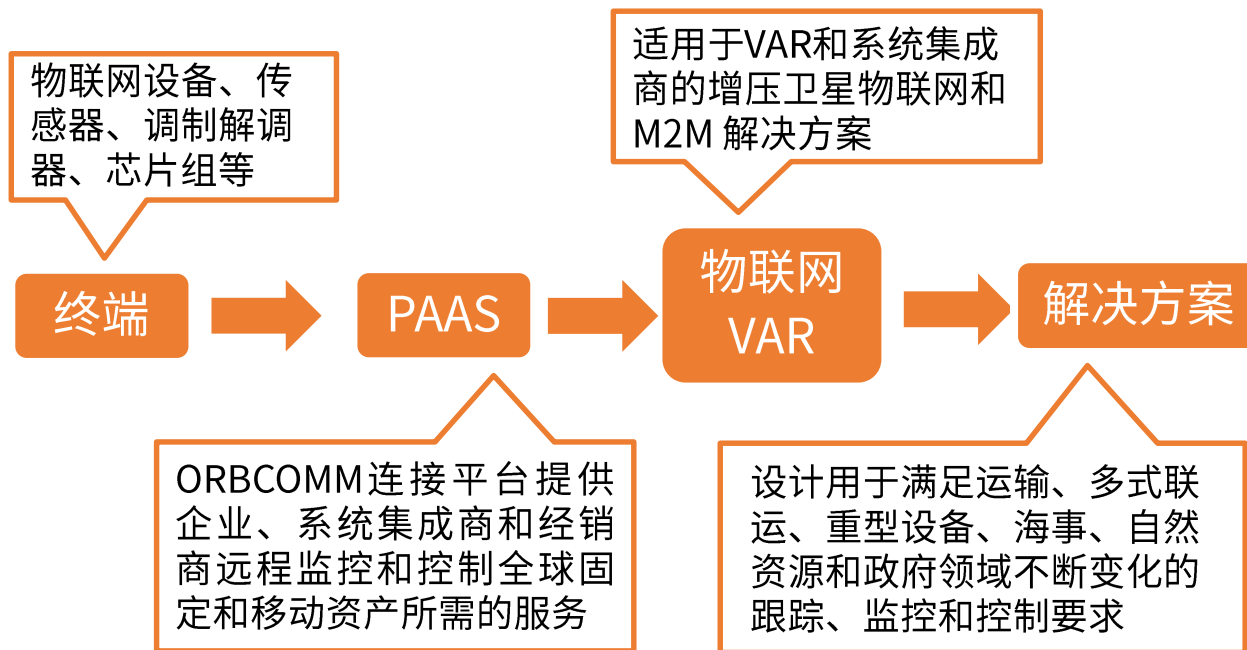 物联网设备、传
感器、调制解调
器、芯片组等
适用于VAR和系统集成
商的增压卫星物联网和
M2M 解决方案
终端
PAAS
物联网
VAR
解决方案
ORBCOMM连接平台提供
企业、系统集成商和经销
商远程监控和控制全球固
定和移动资产所需的服务
设计用于满足运输、多式联
运、重型设备、海事、自然
资源和政府领域不断变化的
跟踪、监控和控制要求